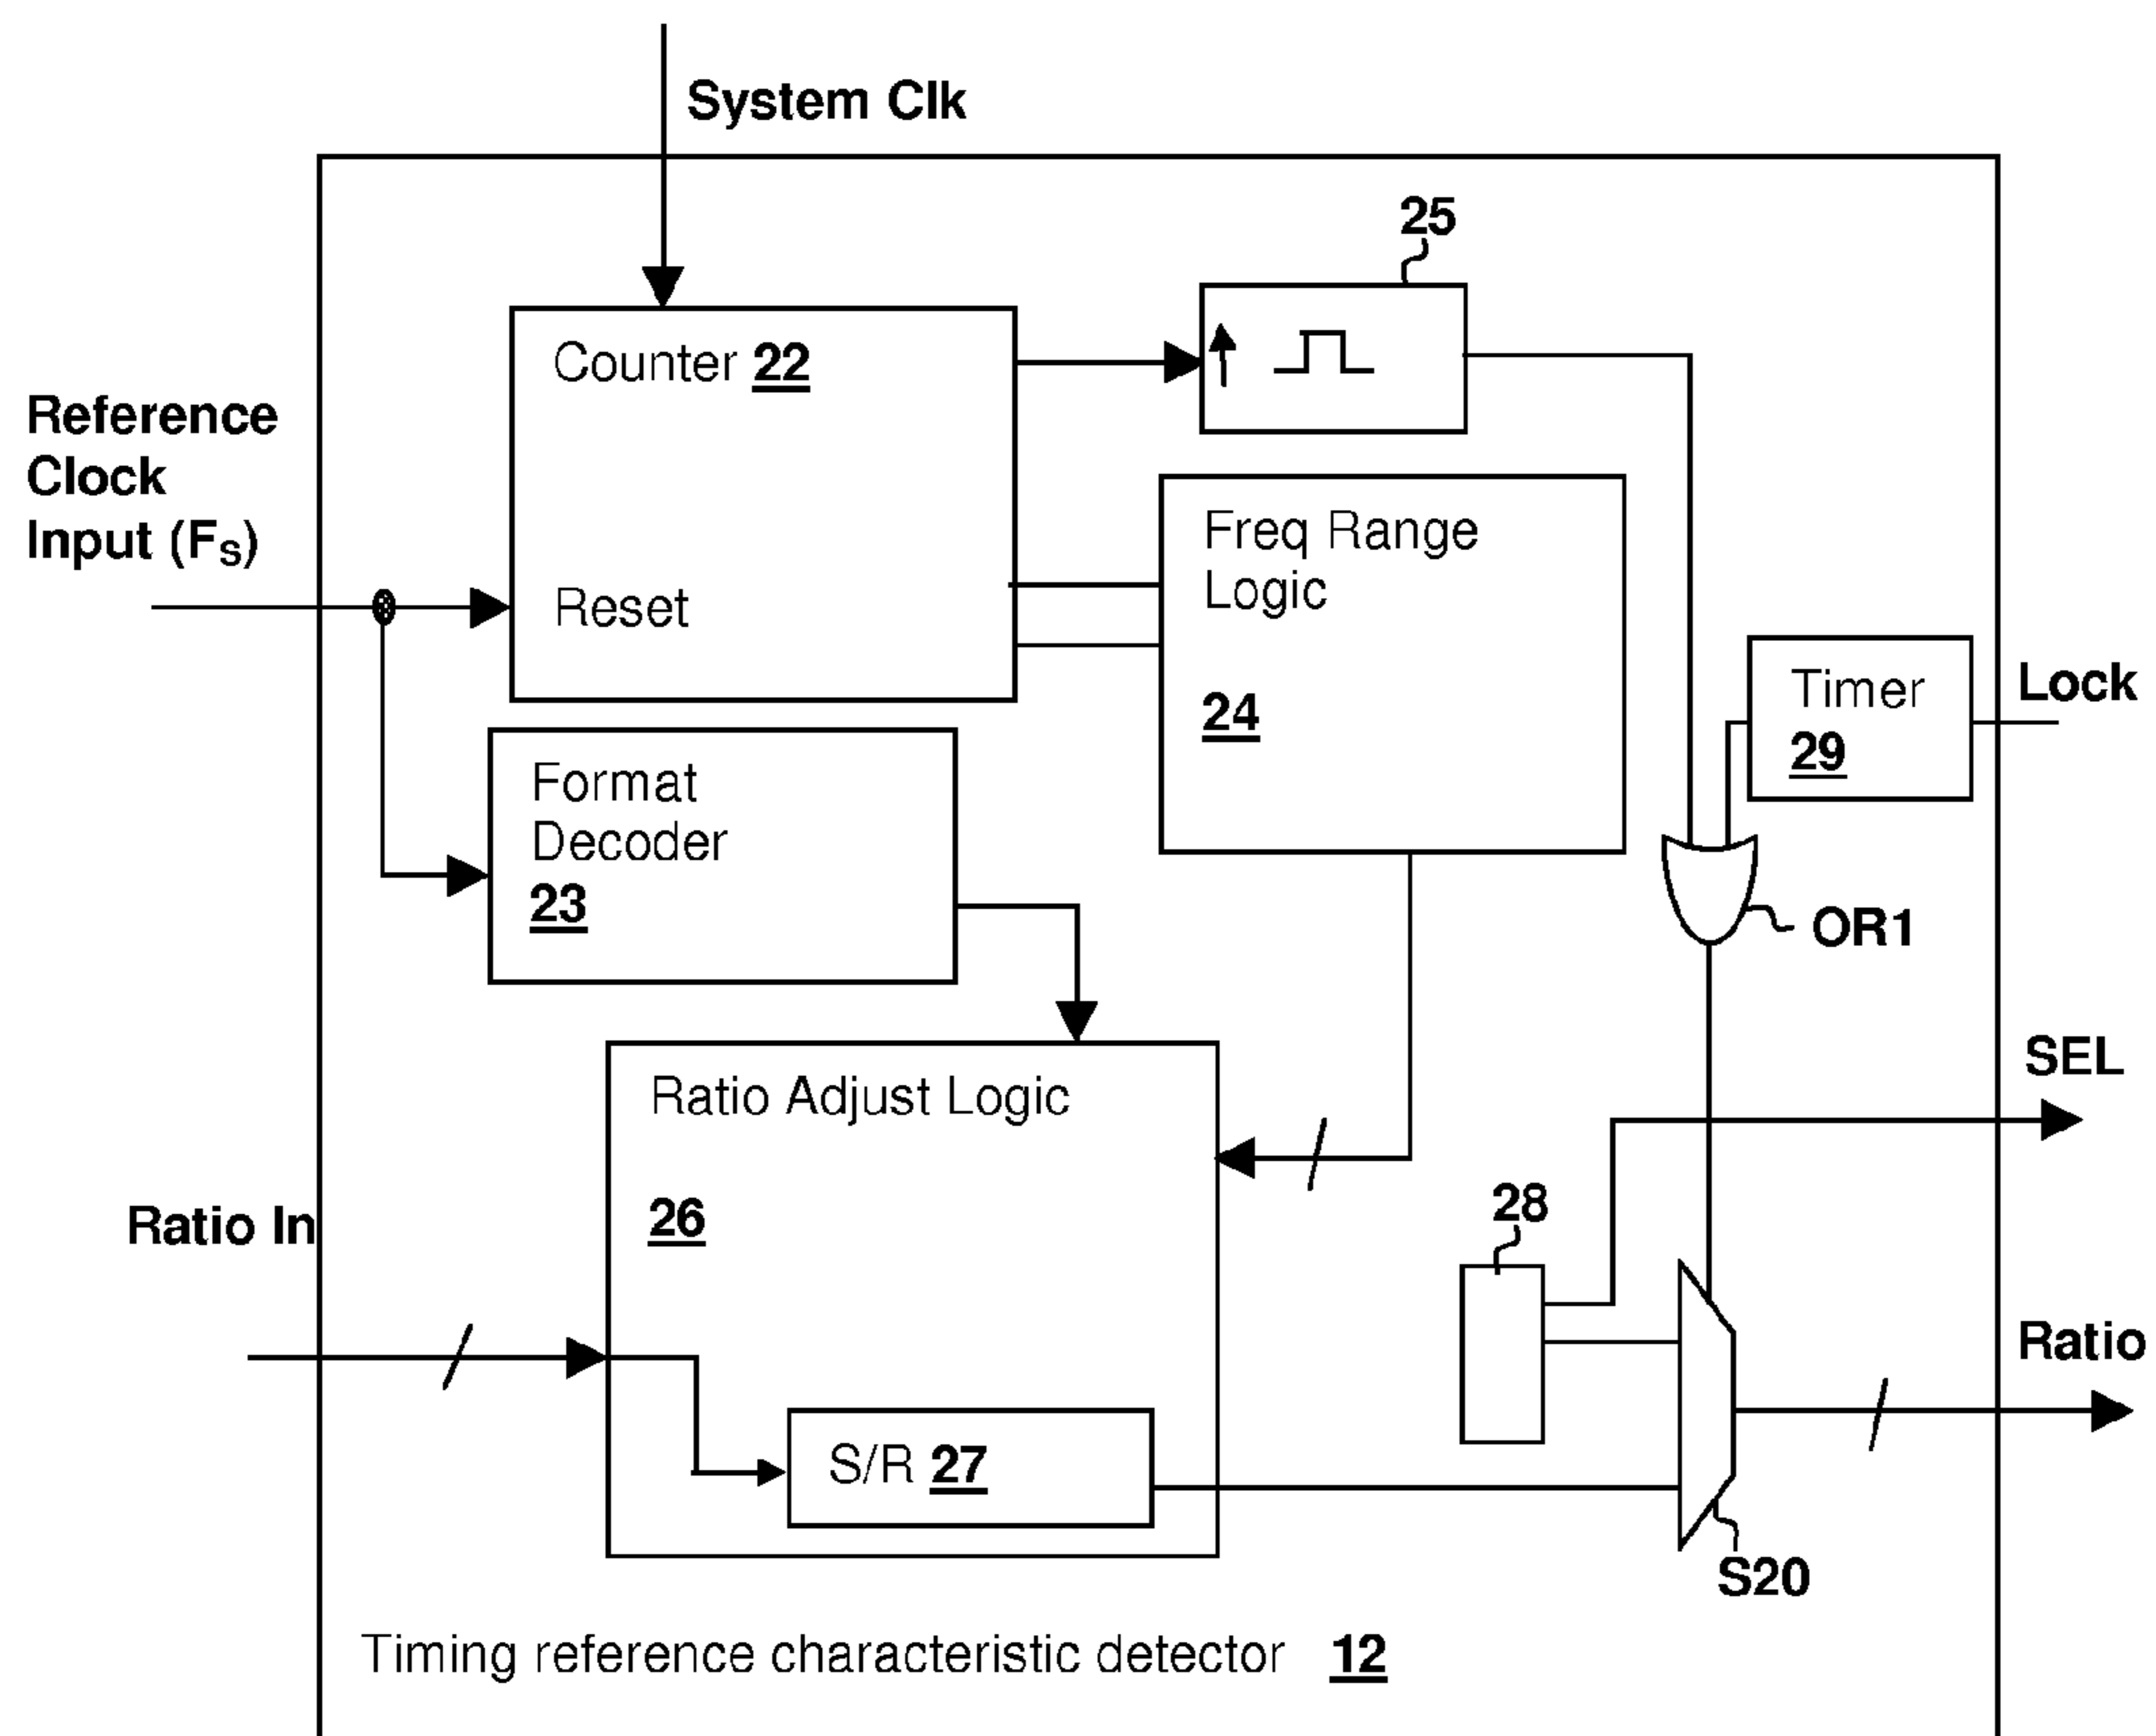 System Clk
25
Counter 22
Reference
Clock
Input (FS)
Reset
Freq Range
Logic
24
Timer
29
Lock
Format
Decoder
23
OR1
SEL
Ratio Adjust Logic
26
Ratio In
28
Ratio
S/R 27
S20
Timing reference characteristic detector 12